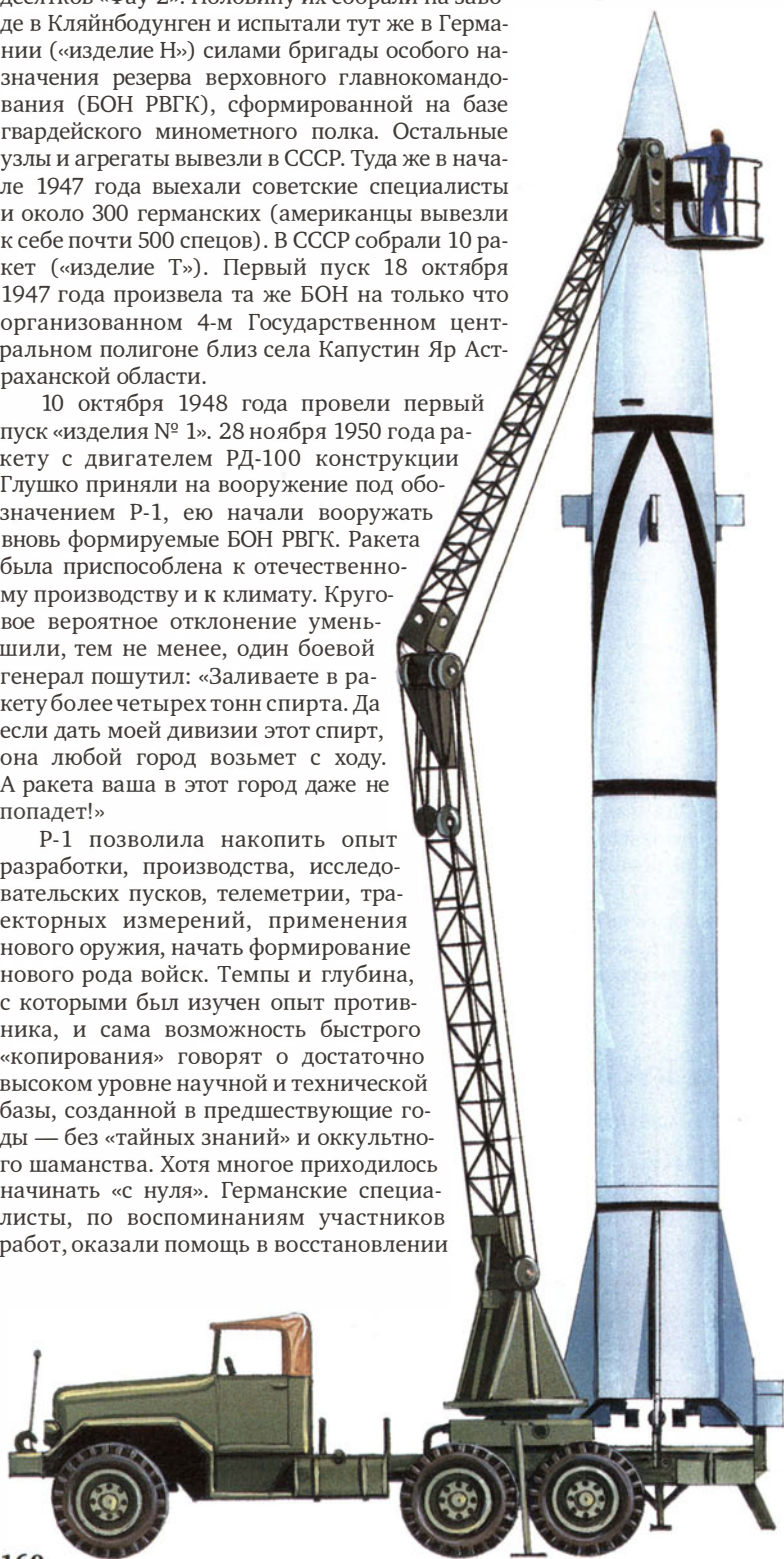 десятков «Фау-2». Половину их собрали на заво-
де в Кляйнбодунген и испытали тут же в Герма-
нии («изделие Н») силами бригады особого на-
значения резерва верховного главнокомандо-
вания (БОН РВГК), сформированной на базе
гвардейского минометного полка. Остальные
узлы и агрегаты вывезли в СССР. Туда же в нача-
ле 1947 года выехали советские специалисты
и около 300 германских (американцы вывезли
к себе почти 500 спецов). В СССР собрали 10 ра-
кет («изделие Т»). Первый пуск 18 октября
1947 года произвела та же БОН на только что
организованном 4-м Государственном цент-
ральном полигоне близ села Капустин Яр Аст-
раханской области.
10 октября 1948 года провели первый
пуск «изделия № 1». 28 ноября 1950 года ра-
кету с двигателем РД-100 конструкции
Глушко приняли на вооружение под обо-
значением Р-1, ею начали вооружать
вновь формируемые БОН РВГК. Ракета
была приспособлена к отечественно-
му производству и к климату. Круго-
вое вероятное отклонение умень-
шили, тем не менее, один боевой
генерал пошутил: «Заливаете в ра-
кету более четырех тонн спирта. Да
если дать моей дивизии этот спирт,
она любой город возьмет с ходу.
А ракета ваша в этот город даже не
попадет!»
Р-1 позволила накопить опыт
разработки, производства, исследо-
вательских пусков, телеметрии, тра-
екторных измерений, применения
нового оружия, начать формирование
нового рода войск. Темпы и глубина,
с которыми был изучен опыт против-
ника, и сама возможность быстрого
«копирования» говорят о достаточно
высоком уровне научной и технической
базы, созданной в предшествующие го-
ды — без «тайных знаний» и оккультно-
го шаманства. Хотя многое приходилось
начинать «с нуля». Германские специа-
листы, по воспоминаниям участников
работ, оказали помощь в восстановлении